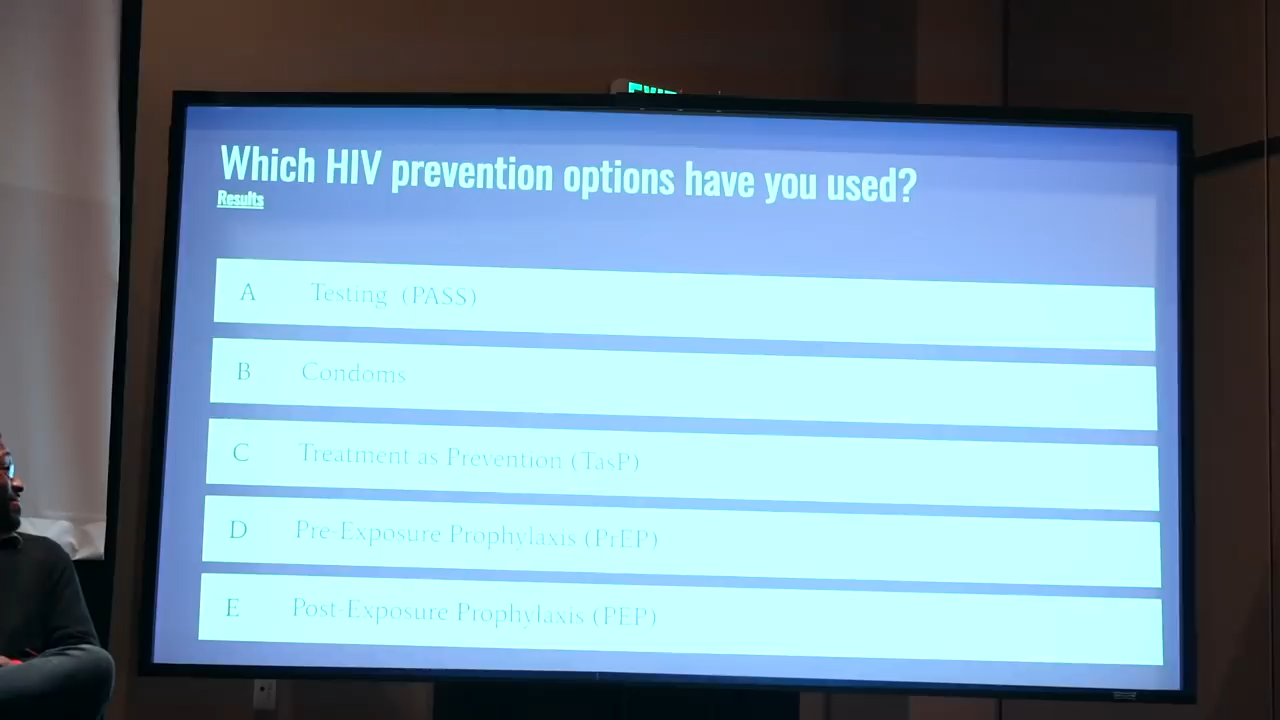 EXIT
Which HIV prevention options have you used?
Results
A Testing (PASS)
B Condoms
C Treatment as Prevention (TasP)
D Pre-Exposure Prophylaxis (PrEP)
E Post-Exposure Prophylaxis (PEP)